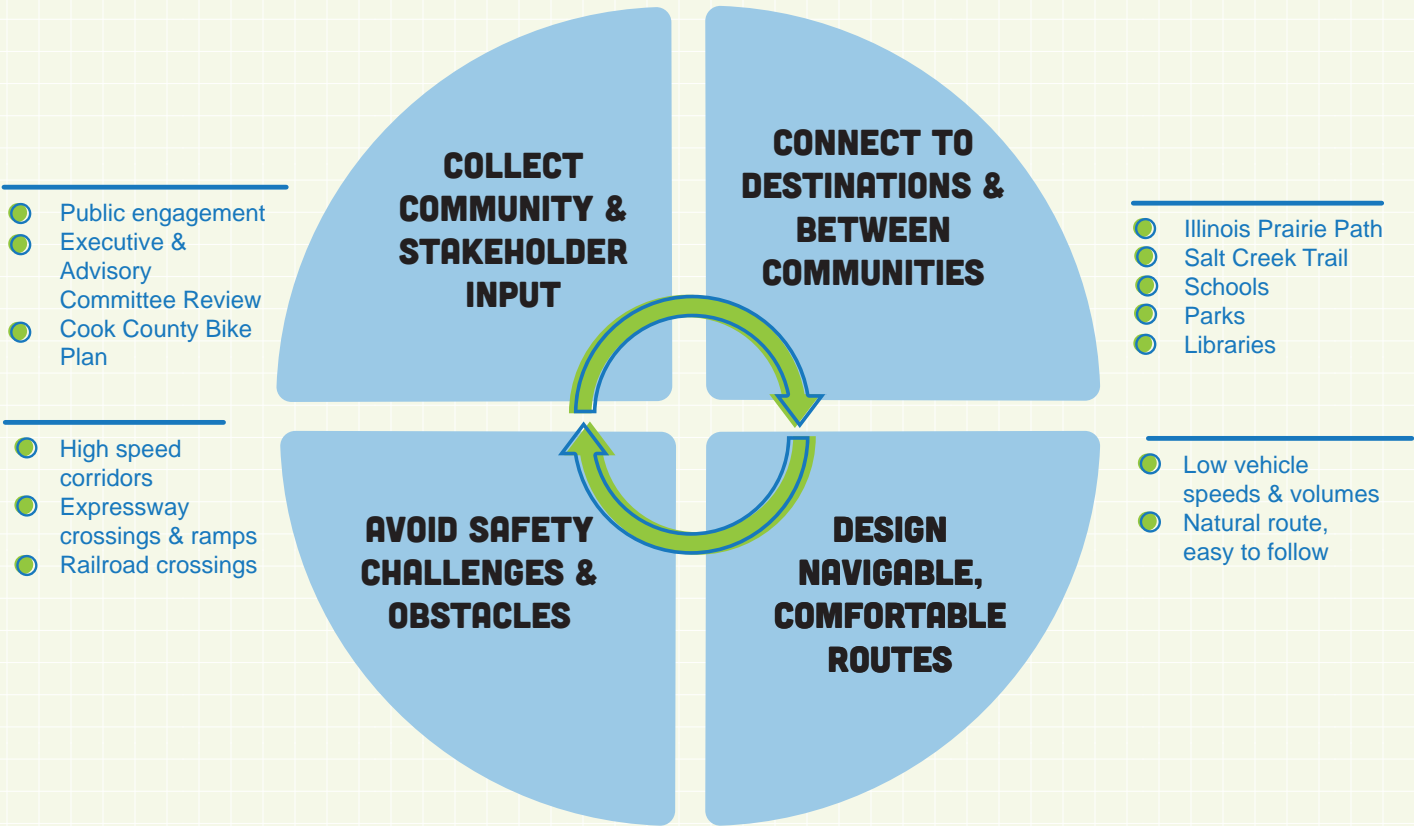 COLLECT
COMMUNITY &
STAKEHOLDER
INPUT
Public engagement
Executive &
Advisory
Committee Review
Cook County Bike
Plan
CONNECT TO
DESTINATIONS &
BETWEEN
COMMUNITIES
Illinois Prairie Path
Salt Creek Trail
Schools
Parks
Libraries
AVOID SAFETY
CHALLENGES &
OBSTACLES
High speed
corridors
Expressway
crossings & ramps
Railroad crossings
DESIGN
NAVIGABLE,
COMFORTABLE
ROUTES
Low vehicle
speeds & volumes
Natural route,
easy to follow